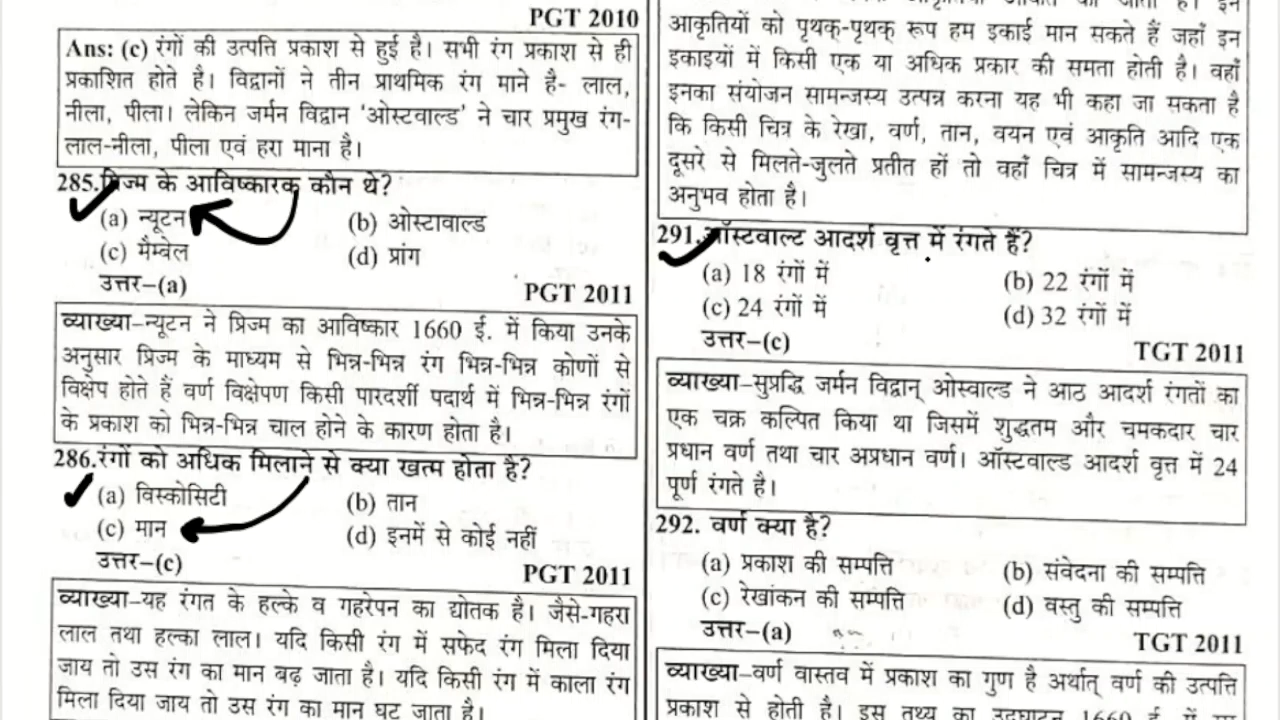 PGT 2010
Ans: (c) रंगों की उत्पत्ति प्रकाश से हुई है। सभी रंग प्रकाश से ही
प्रकाशित होते है। विद्वानों ने तीन प्राथमिक रंग माने है- लाल,
नीला, पीला। लेकिन जर्मन विद्वान 'ओस्टवाल्ड' ने चार प्रमुख रंग-
लाल-नीला, पीला एवं हरा माना है।
285.प्रिज्म के आविष्कारक कौन थे?
(a) न्यूटन (b) ओस्टावाल्ड
(c) मैम्वेल (d) प्रांग
उत्तर–(a)
PGT 2011
व्याख्या–न्यूटन ने प्रिज्म का आविष्कार 1660 ई. में किया उनके
अनुसार प्रिज्म के माध्यम से भिन्न-भिन्न रंग भिन्न-भिन्न कोणों से
विक्षेप होते हैं वर्ण विक्षेपण किसी पारदर्शी पदार्थ में भिन्न-भिन्न रंगों
के प्रकाश को भिन्न-भिन्न चाल होने के कारण होता है।
286.रंगों को अधिक मिलाने से क्या खत्म होता है?
(a) विस्कोसिटी (b) तान
(c) मान (d) इनमें से कोई नहीं
उत्तर–(c)
PGT 2011
व्याख्या–यह रंगत के हल्के व गहरेपन का द्योतक है। जैसे-गहरा
लाल तथा हल्का लाल। यदि किसी रंग में सफेद रंग मिला दिया
जाय तो उस रंग का मान बढ़ जाता है। यदि किसी रंग में काला रंग
मिला दिया जाय तो उस रंग का मान घट जाता है।
आकृतियों को पृथक्-पृथक् रूप हम इकाई मान सकते हैं जहाँ इन
इकाइयों में किसी एक या अधिक प्रकार की समता होती है। वहाँ
इनका संयोजन सामन्जस्य उत्पन्न करना यह भी कहा जा सकता है
कि किसी चित्र के रेखा, वर्ण, तान, वयन एवं आकृति आदि एक
दूसरे से मिलते-जुलते प्रतीत हों तो वहाँ चित्र में सामन्जस्य का
अनुभव होता है।
291.ऑस्टवाल्ट आदर्श वृत्त में रंगते हैं?
(a) 18 रंगों में (b) 22 रंगों में
(c) 24 रंगों में (d) 32 रंगों में
उत्तर–(c)
TGT 2011
व्याख्या–सुप्रद्धि जर्मन विद्वान् ओस्वाल्ड ने आठ आदर्श रंगतों का
एक चक्र कल्पित किया था जिसमें शुद्धतम और चमकदार चार
प्रधान वर्ण तथा चार अप्रधान वर्ण। ऑस्टवाल्ड आदर्श वृत्त में 24
पूर्ण रंगते है।
292. वर्ण क्या है?
(a) प्रकाश की सम्पत्ति (b) संवेदना की सम्पत्ति
(c) रेखांकन की सम्पत्ति (d) वस्तु की सम्पत्ति
उत्तर–(a)
TGT 2011
व्याख्या–वर्ण वास्तव में प्रकाश का गुण है अर्थात् वर्ण की उत्पत्ति
प्रकाश से होती है। इस तथ्य का उद्घाटन 1660 ई. में